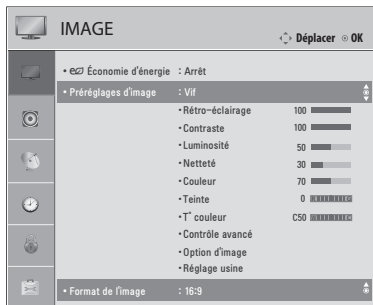 IMAGE
Déplacer OK
• eco Économie d'énergie : Arrêt
• Préréglages d'image : Vif
•Rétro-éclairage 100
•Contraste 100
•Luminosité 50
•Netteté 30
•Couleur 70
•Teinte 0
•T° couleur C50
•Contrôle avancé
•Option d'image
•Réglage usine
• Format de l'image : 16:9